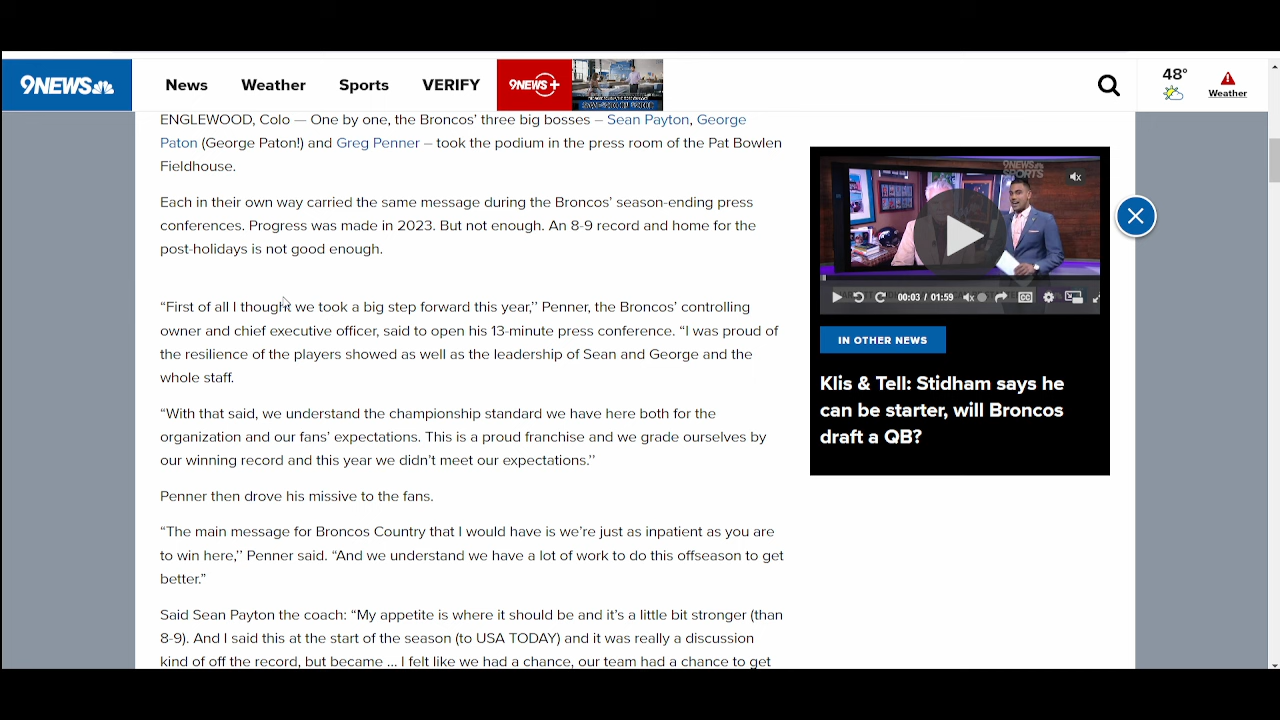 9NEWS
News
Weather
Sports
VERIFY
9NEWS+
48°
Weather
ENGLEWOOD, Colo — One by one, the Broncos’ three big bosses – Sean Payton, George
Paton (George Paton!) and Greg Penner – took the podium in the press room of the Pat Bowlen
Fieldhouse.
Each in their own way carried the same message during the Broncos’ season-ending press
conferences. Progress was made in 2023. But not enough. An 8-9 record and home for the
post-holidays is not good enough.
“First of all I thought we took a big step forward this year,’’ Penner, the Broncos’ controlling
owner and chief executive officer, said to open his 13-minute press conference. “I was proud of
the resilience of the players showed as well as the leadership of Sean and George and the
whole staff.
“With that said, we understand the championship standard we have here both for the
organization and our fans’ expectations. This is a proud franchise and we grade ourselves by
our winning record and this year we didn’t meet our expectations.’’
Penner then drove his missive to the fans.
“The main message for Broncos Country that I would have is we’re just as inpatient as you are
to win here,’’ Penner said. “And we understand we have a lot of work to do this offseason to get
better.”
Said Sean Payton the coach: “My appetite is where it should be and it’s a little bit stronger (than
8-9). And I said this at the start of the season (to USA TODAY) and it was really a discussion
kind of off the record, but became ... I felt like we had a chance, our team had a chance to get
9NEWS
SPORTS
00:03 / 01:59
CC
IN OTHER NEWS
Klis & Tell: Stidham says he
can be starter, will Broncos
draft a QB?